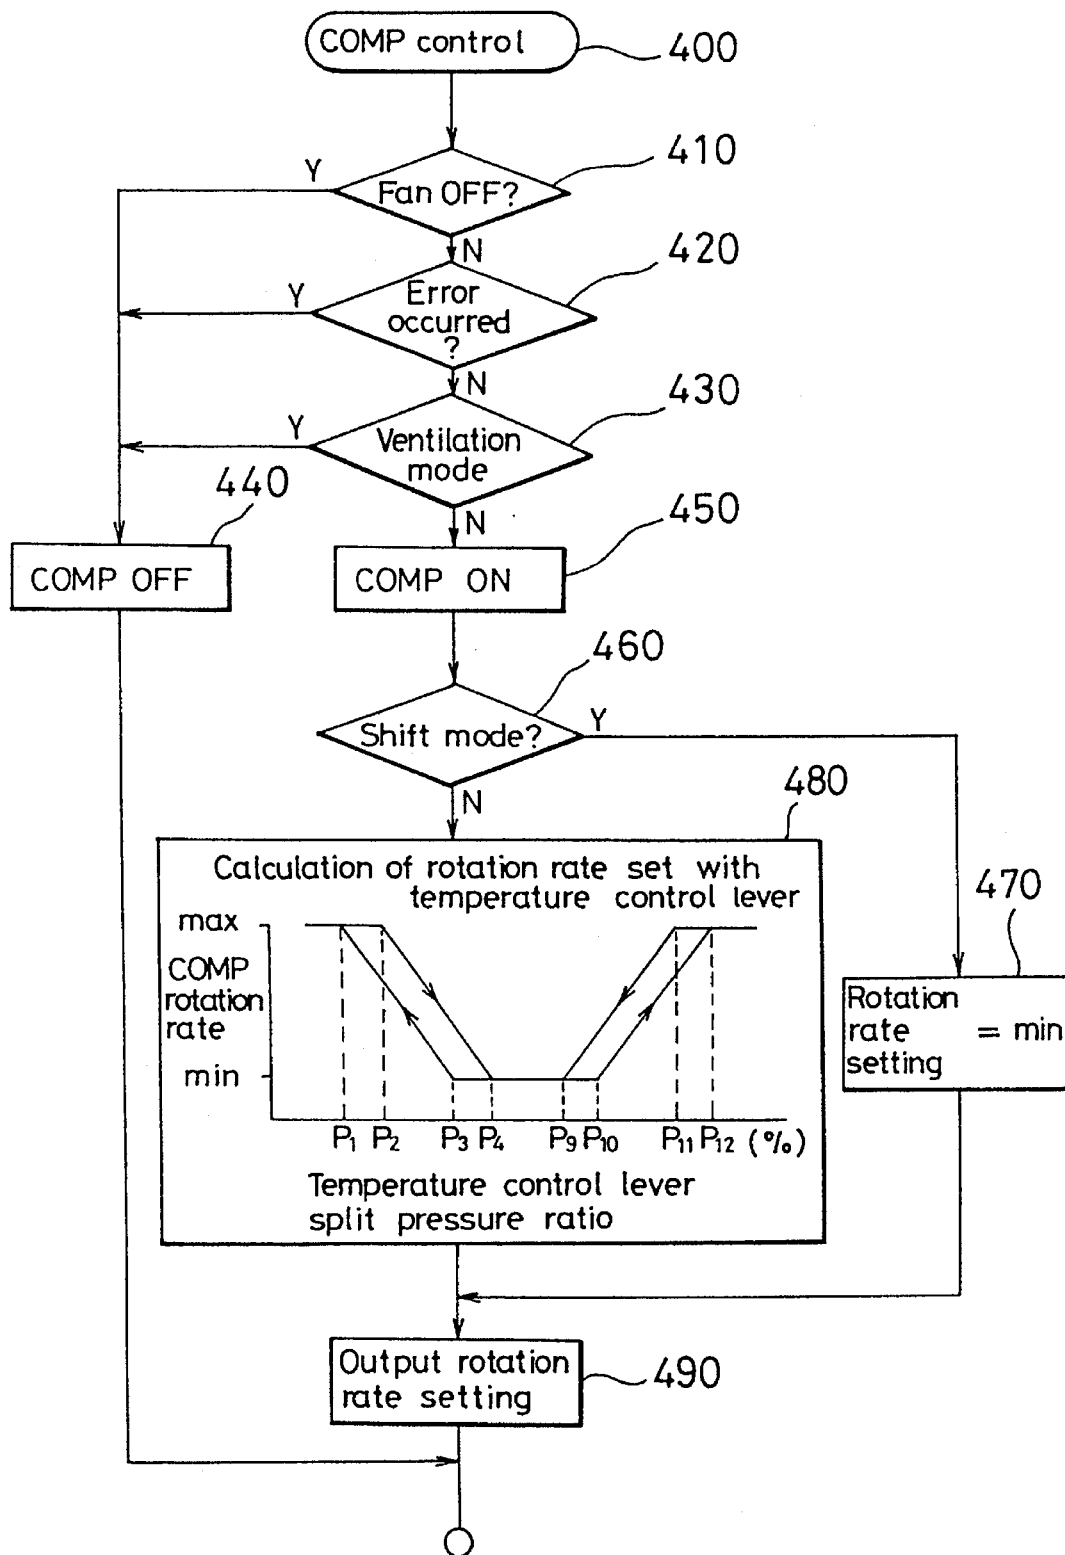 COMP control
400
410
Y
Fan OFF?
N
420
Y
Error
occurred
?
N
430
Y
Ventilation
mode
440
N
450
COMP OFF
COMP ON
460
Shift mode?
Y
N
480
Calculation of rotation rate set with
temperature control lever
470
max
COMP
rotation
rate
min
P₁ P₂ P₃ P₄ P₉ P₁₀ P₁₁ P₁₂ (%)
Temperature control lever
split pressure ratio
Rotation
rate = min
setting
Output rotation
rate setting
490